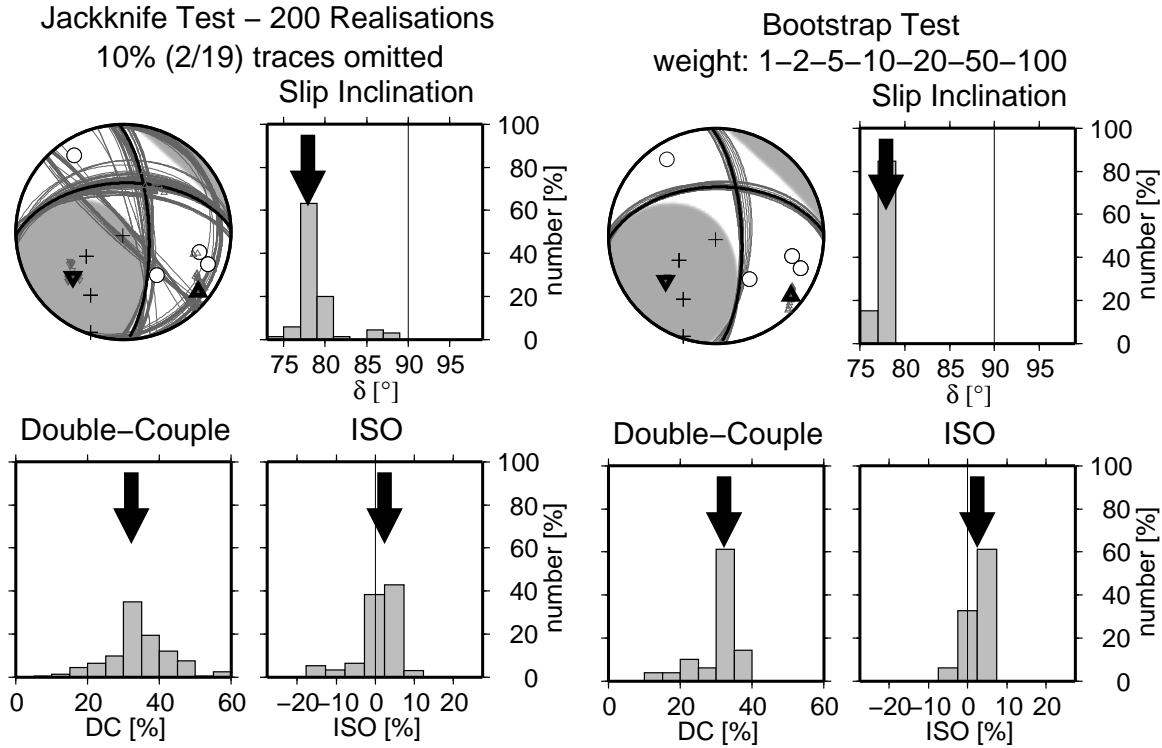 Jackknife Test – 200 Realisations
10% (2/19) traces omitted
Slip Inclination
100
80
60
40
20
0
number [%]
75 80 85 90 95
δ [°]
Double–Couple
ISO
100
80
60
40
20
0
number [%]
0 20 40 60
DC [%]
−20 −10 0 10 20
ISO [%]
Bootstrap Test
weight: 1–2–5–10–20–50–100
Slip Inclination
100
80
60
40
20
0
number [%]
75 80 85 90 95
δ [°]
Double–Couple
ISO
100
80
60
40
20
0
number [%]
0 20 40 60
DC [%]
−20 −10 0 10 20
ISO [%]